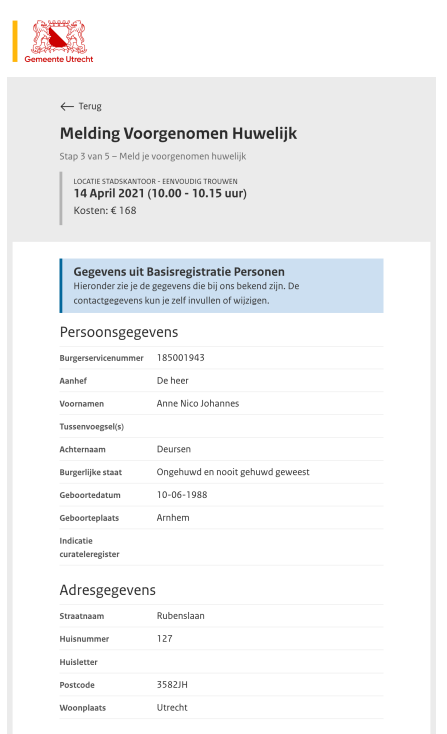 Gemeente Utrecht
← Terug
Melding Voorgenomen Huwelijk
Stap 3 van 5 – Meld je voorgenomen huwelijk
LOCATIE STADSKANTOOR - EENVOUDIG TROUWEN
14 April 2021 (10.00 - 10.15 uur)
Kosten: € 168
Gegevens uit Basisregistratie Personen
Hieronder zie je de gegevens die bij ons bekend zijn. De
contactgegevens kun je zelf invullen of wijzigen.
Persoonsgegevens
Burgerservicenummer 185001943
Aanhef De heer
Voornamen Anne Nico Johannes
Tussenvoegsel(s)
Achternaam Deursen
Burgerlijke staat Ongehuwd en nooit gehuwd geweest
Geboortedatum 10-06-1988
Geboorteplaats Arnhem
Indicatie
curateleregister
Adresgegevens
Straatnaam Rubenslaan
Huisnummer 127
Huisletter
Postcode 3582JH
Woonplaats Utrecht